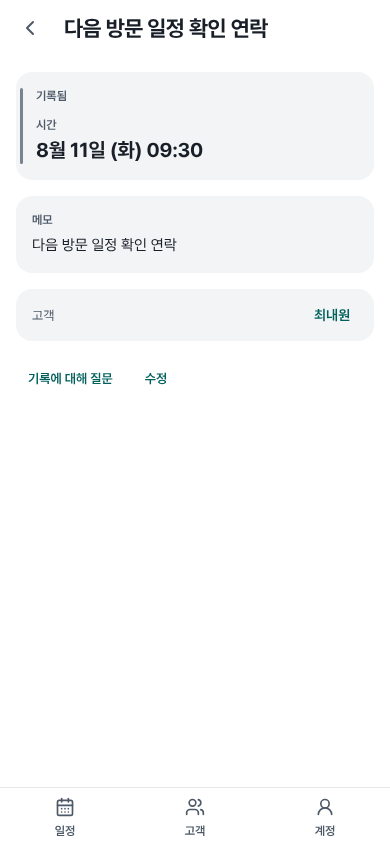 다음 방문 일정 확인 연락
기록됨
시간
8월 11일 (화) 09:30
메모
다음 방문 일정 확인 연락
고객 최내원
기록에 대해 질문 수정
일정 고객 계정